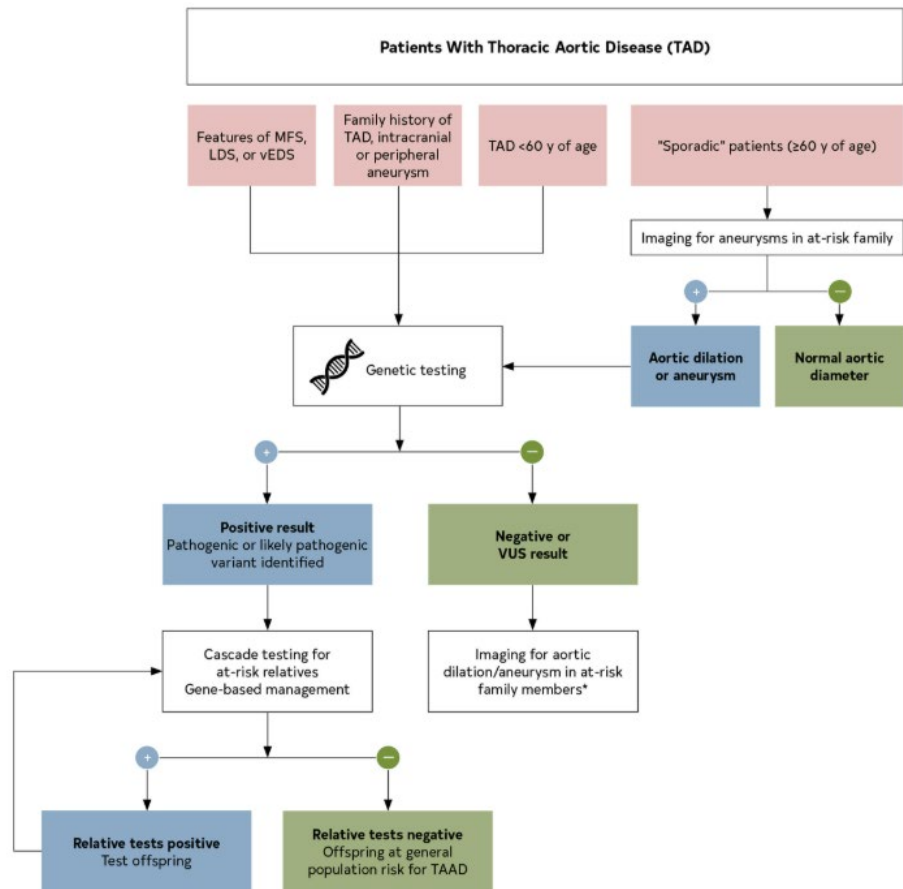 Patients With Thoracic Aortic Disease (TAD)
Features of MFS,
LDS, or vEDS
Family history of
TAD, intracranial
or peripheral
aneurysm
TAD <60 y of age
"Sporadic" patients (≥60 y of age)
Imaging for aneurysms in at-risk family
+
−
Aortic dilation
or aneurysm
Normal aortic
diameter
Genetic testing
+
−
Positive result
Pathogenic or likely pathogenic
variant identified
Negative or
VUS result
Cascade testing for
at-risk relatives
Gene-based management
Imaging for aortic
dilation/aneurysm in at-risk
family members*
+
−
Relative tests positive
Test offspring
Relative tests negative
Offspring at general
population risk for TAAD